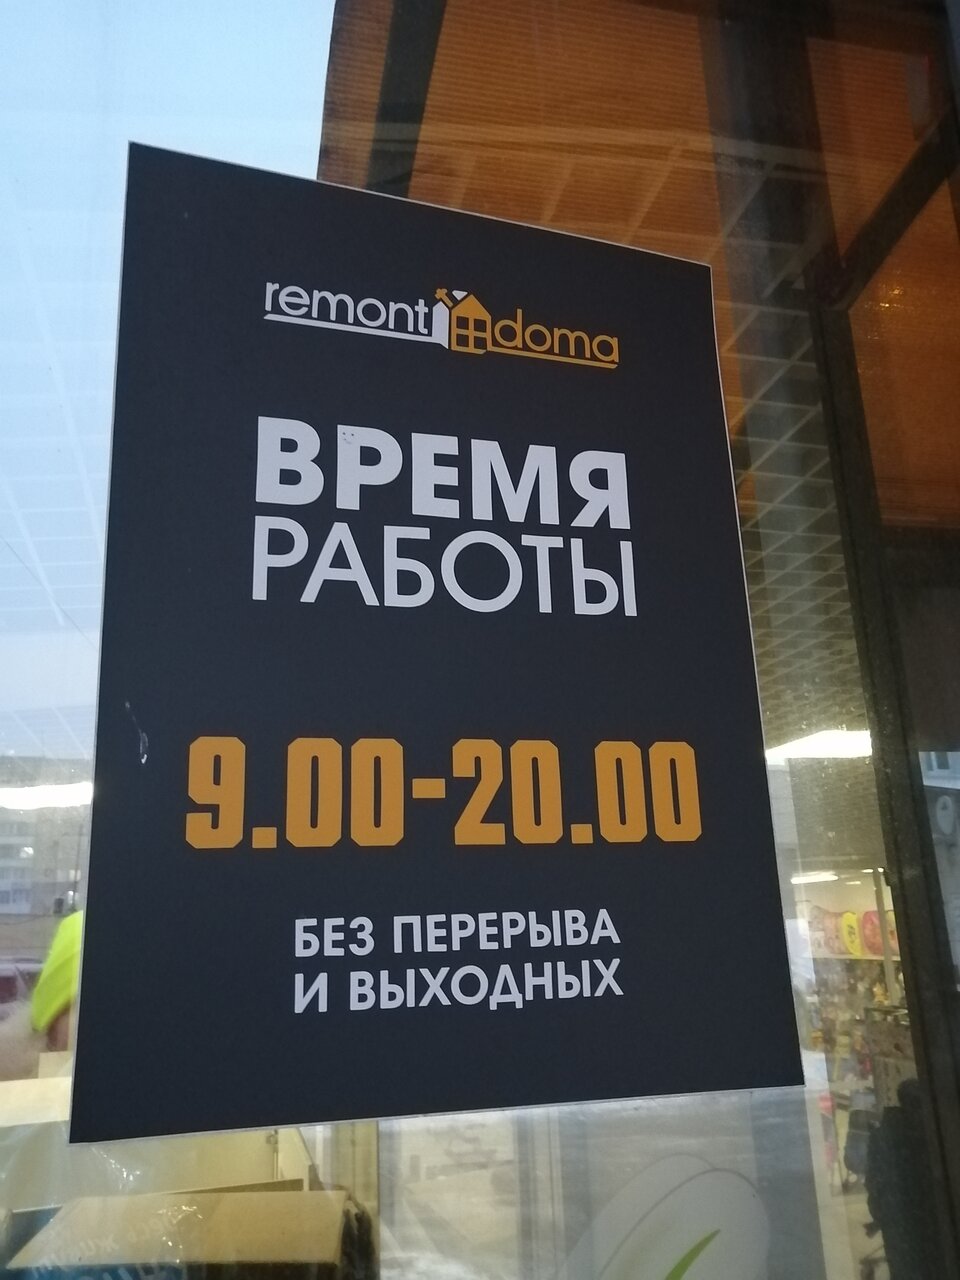 remont doma
ВРЕМЯ
РАБОТЫ
9.00-20.00
БЕЗ ПЕРЕРЫВА
И ВЫХОДНЫХ